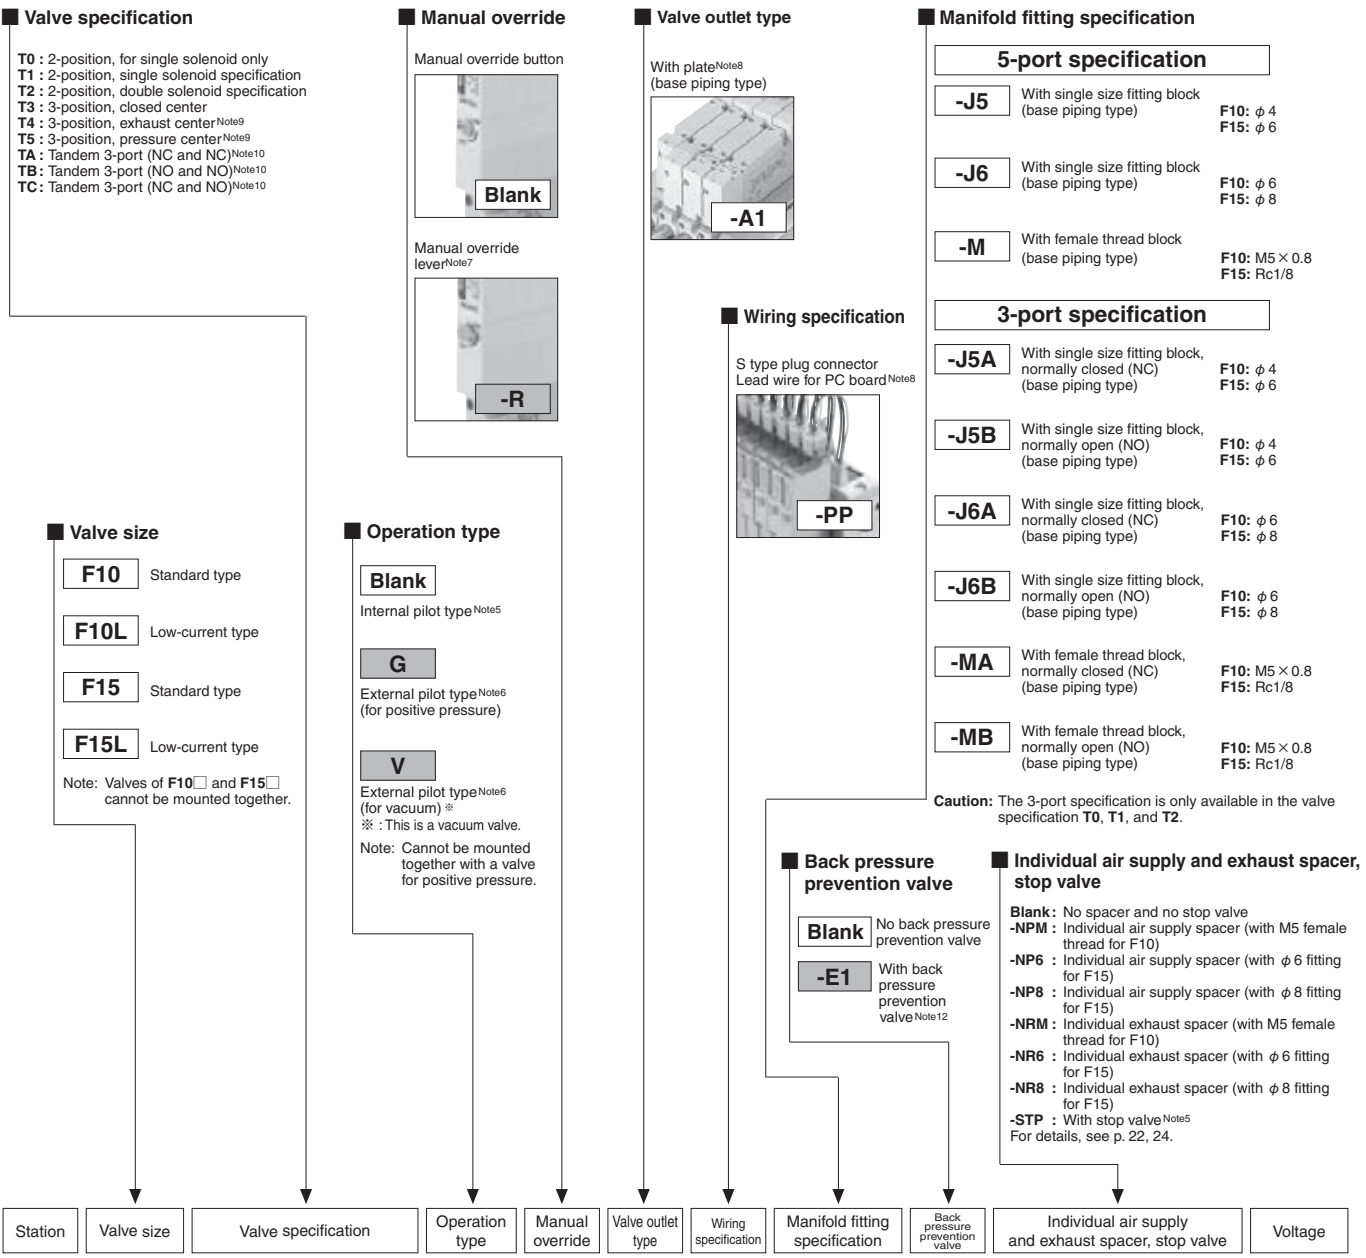 ■ Valve specification
T0 : 2-position, for single solenoid only
T1 : 2-position, single solenoid specification
T2 : 2-position, double solenoid specification
T3 : 3-position, closed center
T4 : 3-position, exhaust centerNote9
T5 : 3-position, pressure centerNote9
TA : Tandem 3-port (NC and NC)Note10
TB : Tandem 3-port (NO and NO)Note10
TC : Tandem 3-port (NC and NO)Note10
■ Manual override
Manual override button
Blank
Manual override
leverNote7
-R
■ Valve outlet type
With plateNote8
(base piping type)
-A1
■ Wiring specification
S type plug connector
Lead wire for PC boardNote8
-PP
■ Manifold fitting specification
5-port specification
-J5
With single size fitting block
(base piping type)
F10: φ4
F15: φ6
-J6
With single size fitting block
(base piping type)
F10: φ6
F15: φ8
-M
With female thread block
(base piping type)
F10: M5×0.8
F15: Rc1/8
3-port specification
-J5A
With single size fitting block,
normally closed (NC)
(base piping type)
F10: φ4
F15: φ6
-J5B
With single size fitting block,
normally open (NO)
(base piping type)
F10: φ4
F15: φ6
-J6A
With single size fitting block,
normally closed (NC)
(base piping type)
F10: φ6
F15: φ8
-J6B
With single size fitting block,
normally open (NO)
(base piping type)
F10: φ6
F15: φ8
-MA
With female thread block,
normally closed (NC)
(base piping type)
F10: M5×0.8
F15: Rc1/8
-MB
With female thread block,
normally open (NO)
(base piping type)
F10: M5×0.8
F15: Rc1/8
Caution: The 3-port specification is only available in the valve
specification T0, T1, and T2.
■ Valve size
F10 Standard type
F10L Low-current type
F15 Standard type
F15L Low-current type
Note: Valves of F10□ and F15□
cannot be mounted together.
■ Operation type
Blank
Internal pilot typeNote5
G
External pilot typeNote6
(for positive pressure)
V
External pilot typeNote6
(for vacuum) ※
※ : This is a vacuum valve.
Note: Cannot be mounted
together with a valve
for positive pressure.
■ Back pressure
prevention valve
Blank
No back pressure
prevention valve
-E1
With back
pressure
prevention
valveNote12
■ Individual air supply and exhaust spacer,
stop valve
Blank : No spacer and no stop valve
-NPM : Individual air supply spacer (with M5 female
thread for F10)
-NP6 : Individual air supply spacer (with φ6 fitting
for F15)
-NP8 : Individual air supply spacer (with φ8 fitting
for F15)
-NRM : Individual exhaust spacer (with M5 female
thread for F10)
-NR6 : Individual exhaust spacer (with φ6 fitting
for F15)
-NR8 : Individual exhaust spacer (with φ8 fitting
for F15)
-STP : With stop valveNote5
For details, see p. 22, 24.
Station
Valve size
Valve specification
Operation
type
Manual
override
Valve outlet
type
Wiring
specification
Manifold fitting
specification
Back
pressure
prevention
valve
Individual air supply
and exhaust spacer, stop valve
Voltage